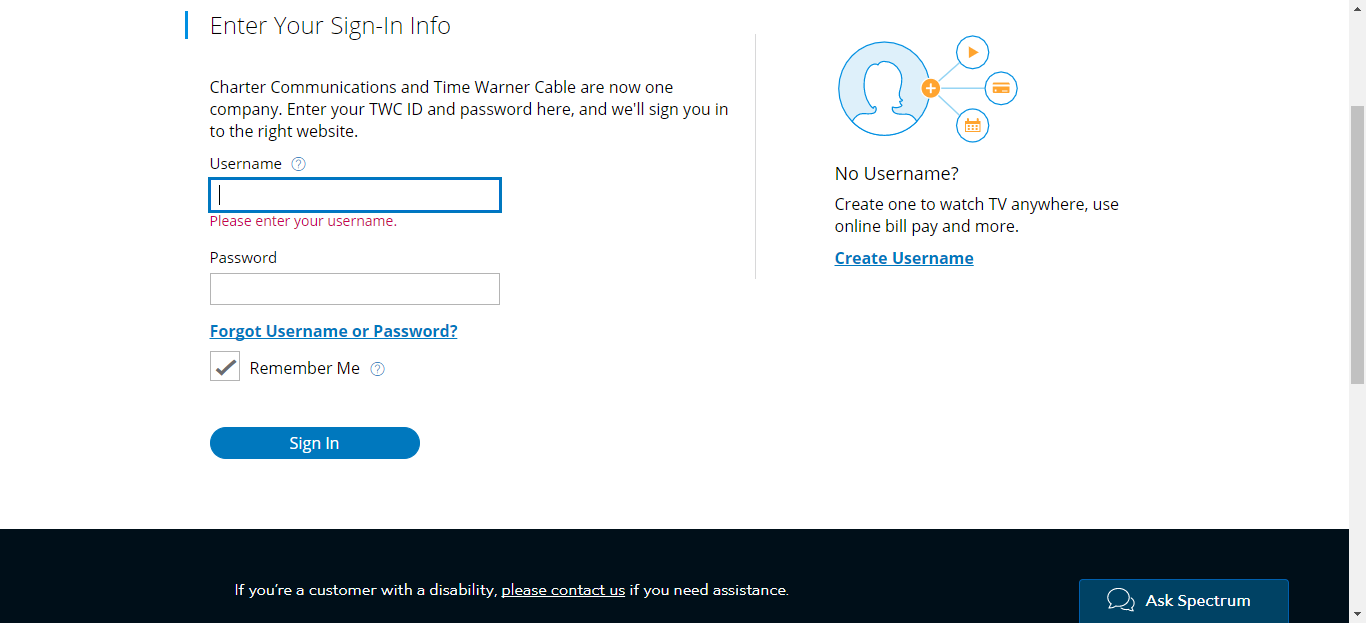 Enter Your Sign-In Info
Charter Communications and Time Warner Cable are now one
company. Enter your TWC ID and password here, and we'll sign you in
to the right website.
Username ?
Please enter your username.
Password
Forgot Username or Password?
Remember Me ?
Sign In
No Username?
Create one to watch TV anywhere, use
online bill pay and more.
Create Username
If you’re a customer with a disability, please contact us if you need assistance.
Ask Spectrum